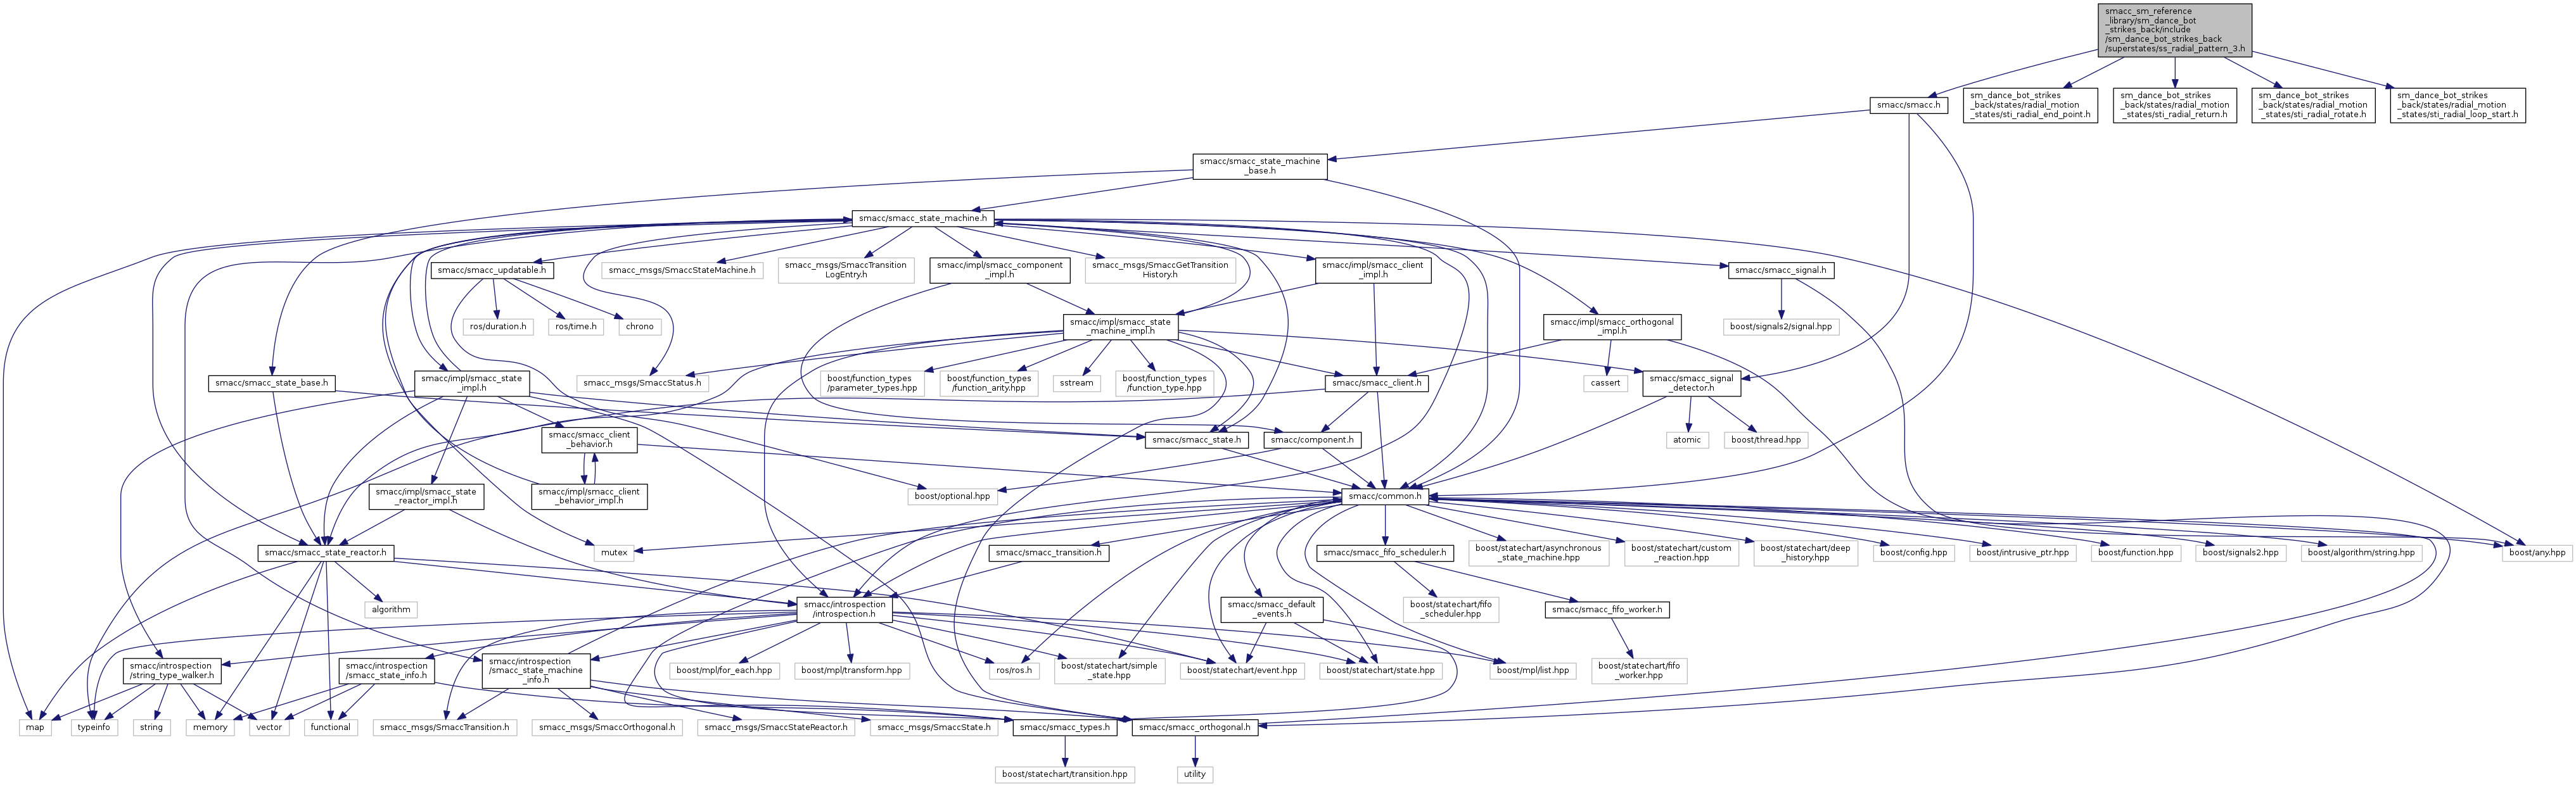 smacc_sm_reference
_library/sm_dance_bot
_strikes_back/include
/sm_dance_bot_strikes_back
/superstates/ss_radial_pattern_3.h
smacc/smacc.h
sm_dance_bot_strikes
_back/states/radial_motion
_states/sti_radial_end_point.h
sm_dance_bot_strikes
_back/states/radial_motion
_states/sti_radial_return.h
sm_dance_bot_strikes
_back/states/radial_motion
_states/sti_radial_rotate.h
sm_dance_bot_strikes
_back/states/radial_motion
_states/sti_radial_loop_start.h
smacc/smacc_state_machine
_base.h
smacc/smacc_state_machine.h
smacc/smacc_updatable.h
smacc_msgs/SmaccStateMachine.h
smacc_msgs/SmaccTransition
LogEntry.h
smacc/impl/smacc_component
_impl.h
smacc_msgs/SmaccGetTransition
History.h
smacc/impl/smacc_client
_impl.h
smacc/smacc_signal.h
ros/duration.h
ros/time.h
chrono
smacc/impl/smacc_state
_machine_impl.h
smacc/impl/smacc_orthogonal
_impl.h
boost/signals2/signal.hpp
smacc/smacc_state_base.h
smacc/impl/smacc_state
_impl.h
smacc_msgs/SmaccStatus.h
boost/function_types
/parameter_types.hpp
boost/function_types
/function_arity.hpp
sstream
boost/function_types
/function_type.hpp
smacc/smacc_client.h
cassert
smacc/smacc_signal
_detector.h
smacc/smacc_client
_behavior.h
smacc/smacc_state.h
smacc/component.h
atomic
boost/thread.hpp
smacc/impl/smacc_state
_reactor_impl.h
smacc/impl/smacc_client
_behavior_impl.h
boost/optional.hpp
smacc/common.h
smacc/smacc_state_reactor.h
mutex
smacc/smacc_transition.h
smacc/smacc_fifo_scheduler.h
boost/statechart/asynchronous
_state_machine.hpp
boost/statechart/custom
_reaction.hpp
boost/statechart/deep
_history.hpp
boost/config.hpp
boost/intrusive_ptr.hpp
boost/function.hpp
boost/signals2.hpp
boost/algorithm/string.hpp
boost/any.hpp
algorithm
smacc/introspection
/introspection.h
smacc/smacc_default
_events.h
boost/statechart/fifo
_scheduler.hpp
smacc/smacc_fifo_worker.h
smacc/introspection
/string_type_walker.h
smacc/introspection
/smacc_state_info.h
smacc/introspection
/smacc_state_machine
_info.h
boost/mpl/for_each.hpp
boost/mpl/transform.hpp
ros/ros.h
boost/statechart/simple
_state.hpp
boost/statechart/event.hpp
boost/statechart/state.hpp
boost/mpl/list.hpp
boost/statechart/fifo
_worker.hpp
map
typeinfo
string
memory
vector
functional
smacc_msgs/SmaccTransition.h
smacc_msgs/SmaccOrthogonal.h
smacc_msgs/SmaccStateReactor.h
smacc_msgs/SmaccState.h
smacc/smacc_types.h
smacc/smacc_orthogonal.h
boost/statechart/transition.hpp
utility